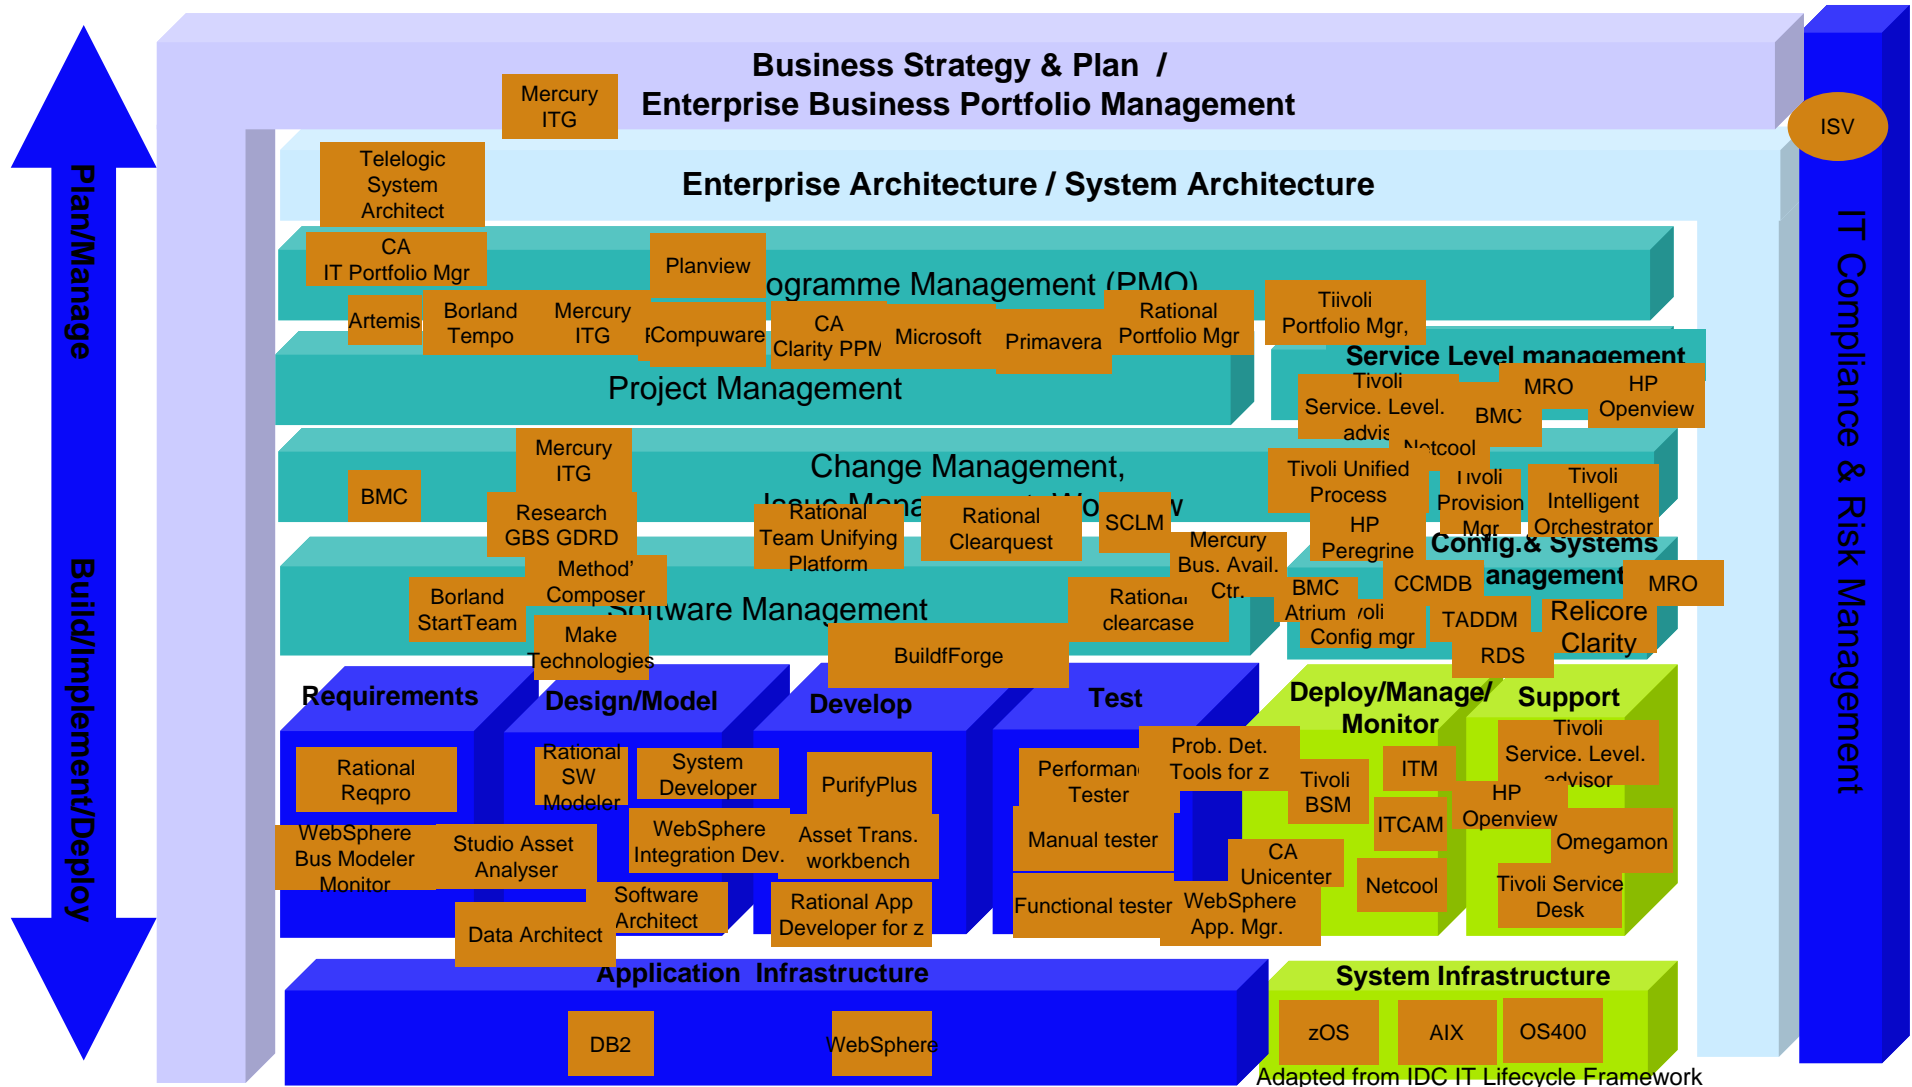 Business Strategy & Plan /
Enterprise Business Portfolio Management
Mercury
ITG
ISV
Plan/Manage
Build/Implement/Deploy
IT Compliance & Risk Management
Telelogic
System
Architect
Enterprise Architecture / System Architecture
CA
IT Portfolio Mgr
Planview
ogramme Management (PMO)
Artemis
Borland
Tempo
Mercury
ITG
Compuware
CA
Clarity PPM
Microsoft
Primavera
Rational
Portfolio Mgr
Tiivoli
Portfolio Mgr,
Project Management
Service Level management
Tivoli
Service. Level.
advis
BMC
MRO
HP
Openview
Netcool
Change Management,
Mercury
ITG
BMC
Research
GBS GDRD
Rational
Team Unifying
Platform
Rational
Clearquest
SCLM
Tivoli Unified
Process
Tivoli
Provision
Mgr
Tivoli
Intelligent
Orchestrator
HP
Peregrine
Config.& Systems
anagement
Mercury
Bus. Avail.
Ctr.
Method'
Composer
Borland
StartTeam
Software Management
Make
Technologies
Rational
clearcase
BuildfForge
BMC
Atrium
CCMDB
MRO
voli
Config mgr
TADDM
Relicore
Clarity
RDS
Requirements
Design/Model
Develop
Test
Deploy/Manage/
Monitor
Support
Rational
Reqpro
WebSphere
Bus Modeler
Monitor
Studio Asset
Analyser
Data Architect
Rational
SW
Modeler
System
Developer
WebSphere
Integration Dev.
Software
Architect
PurifyPlus
Asset Trans.
workbench
Rational App
Developer for z
Performanc
Tester
Manual tester
Functional tester
Prob. Det.
Tools for z
CA
Unicenter
WebSphere
App. Mgr.
Tivoli
BSM
ITM
ITCAM
Netcool
Tivoli
Service. Level.
advisor
HP
Openview
Omegamon
Tivoli Service
Desk
Application Infrastructure
DB2
WebSphere
System Infrastructure
zOS
AIX
OS400
Adapted from IDC IT Lifecycle Framework